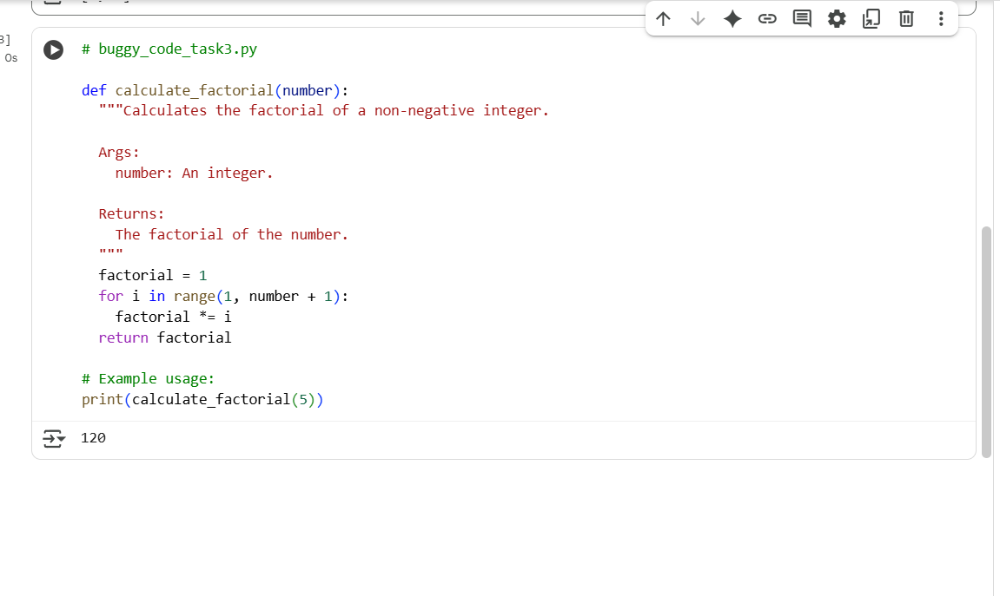 3]
0s
# buggy_code_task3.py
def calculate_factorial(number):
"""Calculates the factorial of a non-negative integer.
Args:
number: An integer.
Returns:
The factorial of the number.
"""
factorial = 1
for i in range(1, number + 1):
factorial *= i
return factorial
# Example usage:
print(calculate_factorial(5))
120